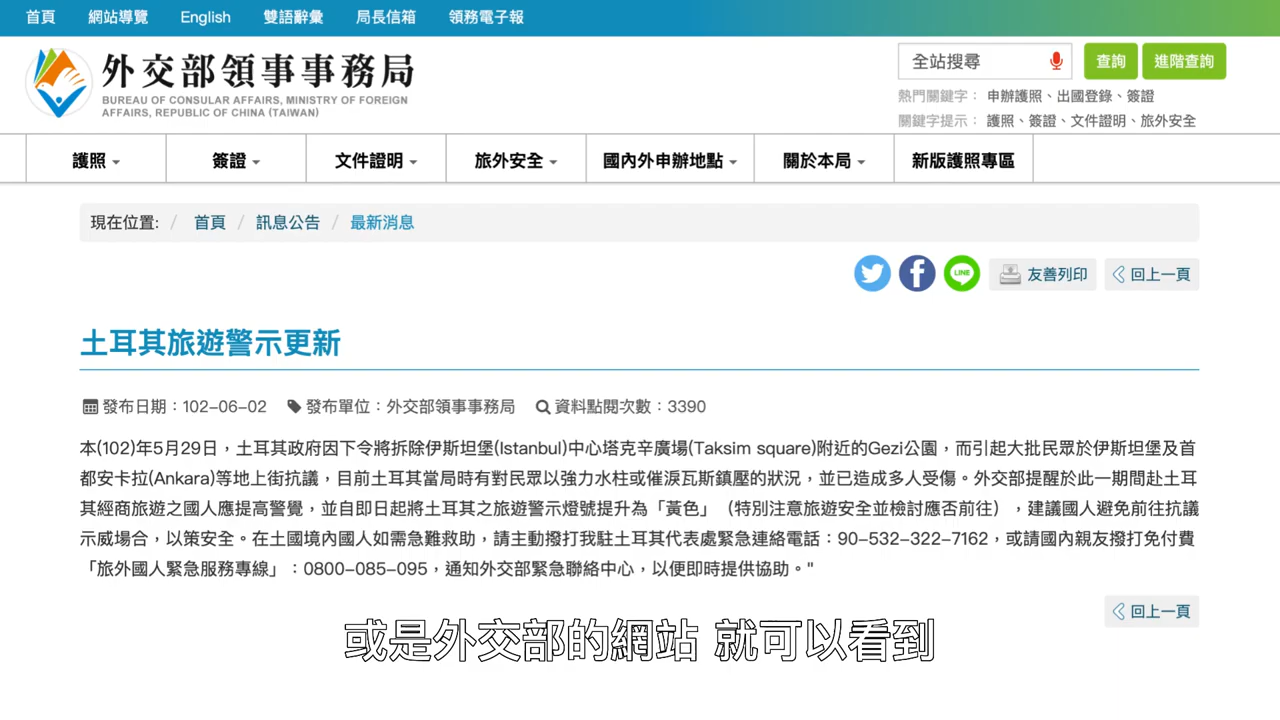 首頁 網站導覽 English 雙語辭彙 局長信箱 領務電子報
外交部領事事務局
BUREAU OF CONSULAR AFFAIRS, MINISTRY OF FOREIGN
AFFAIRS, REPUBLIC OF CHINA (TAIWAN)
全站搜尋 查詢 進階查詢
熱門關鍵字： 申辦護照、出國登錄、簽證
關鍵字提示： 護照、簽證、文件證明、旅外安全
護照 簽證 文件證明 旅外安全 國內外申辦地點 關於本局 新版護照專區
現在位置: / 首頁 / 訊息公告 / 最新消息
LINE 友善列印 回上一頁
土耳其旅遊警示更新
發布日期：102-06-02 發布單位：外交部領事事務局 資料點閱次數：3390
本(102)年5月29日，土耳其政府因下令將拆除伊斯坦堡(Istanbul)中心塔克辛廣場(Taksim square)附近的Gezi公園，而引起大批民眾於伊斯坦堡及首
都安卡拉(Ankara)等地上街抗議，目前土耳其當局時有對民眾以強力水柱或催淚瓦斯鎮壓的狀況，並已造成多人受傷。外交部提醒於此一期間赴土耳
其經商旅遊之國人應提高警覺，並自即日起將土耳其之旅遊警示燈號提升為「黃色」（特別注意旅遊安全並檢討應否前往），建議國人避免前往抗議
示威場合，以策安全。在土國境內國人如需急難救助，請主動撥打我駐土耳其代表處緊急連絡電話：90-532-322-7162，或請國內親友撥打免付費
「旅外國人緊急服務專線」：0800-085-095，通知外交部緊急聯絡中心，以便即時提供協助。"
回上一頁
或是外交部的網站 就可以看到